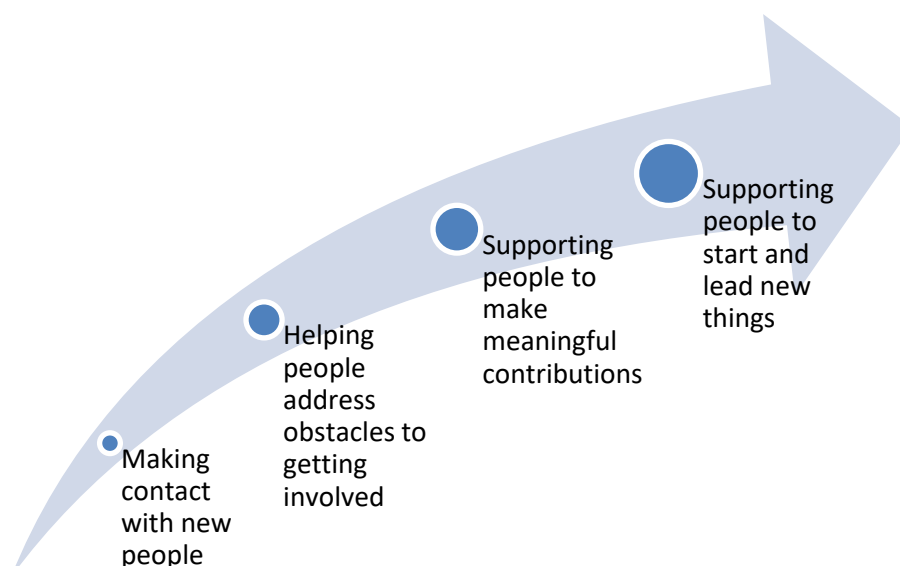 Making
contact
with new
people
Helping
people
address
obstacles to
getting
involved
Supporting
people to
make
meaningful
contributions
Supporting
people to
start and
lead new
things